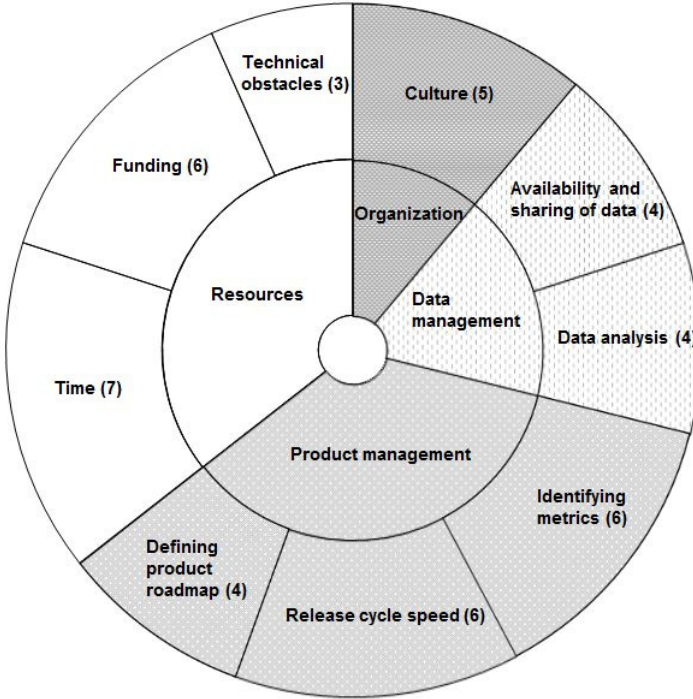 Technical
obstacles (3)
Culture (5)
Funding (6)
Availability and
sharing of data (4)
Organization
Resources
Data
management
Data analysis (4)
Time (7)
Product management
Identifying
metrics (6)
Defining
product
roadmap (4)
Release cycle speed (6)